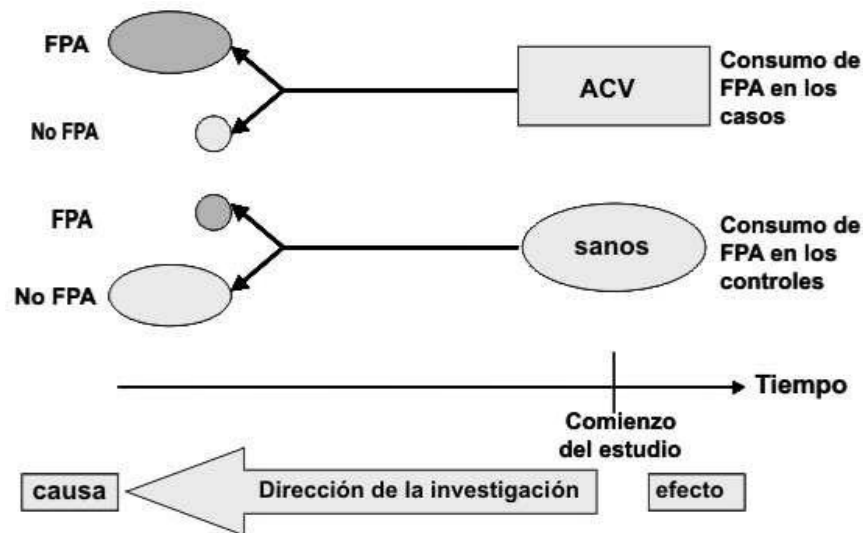 FPA
No FPA
ACV
Consumo de
FPA en los
casos
FPA
No FPA
sanos
Consumo de
FPA en los
controles
Tiempo
Comienzo
del estudio
causa
Dirección de la investigación
efecto